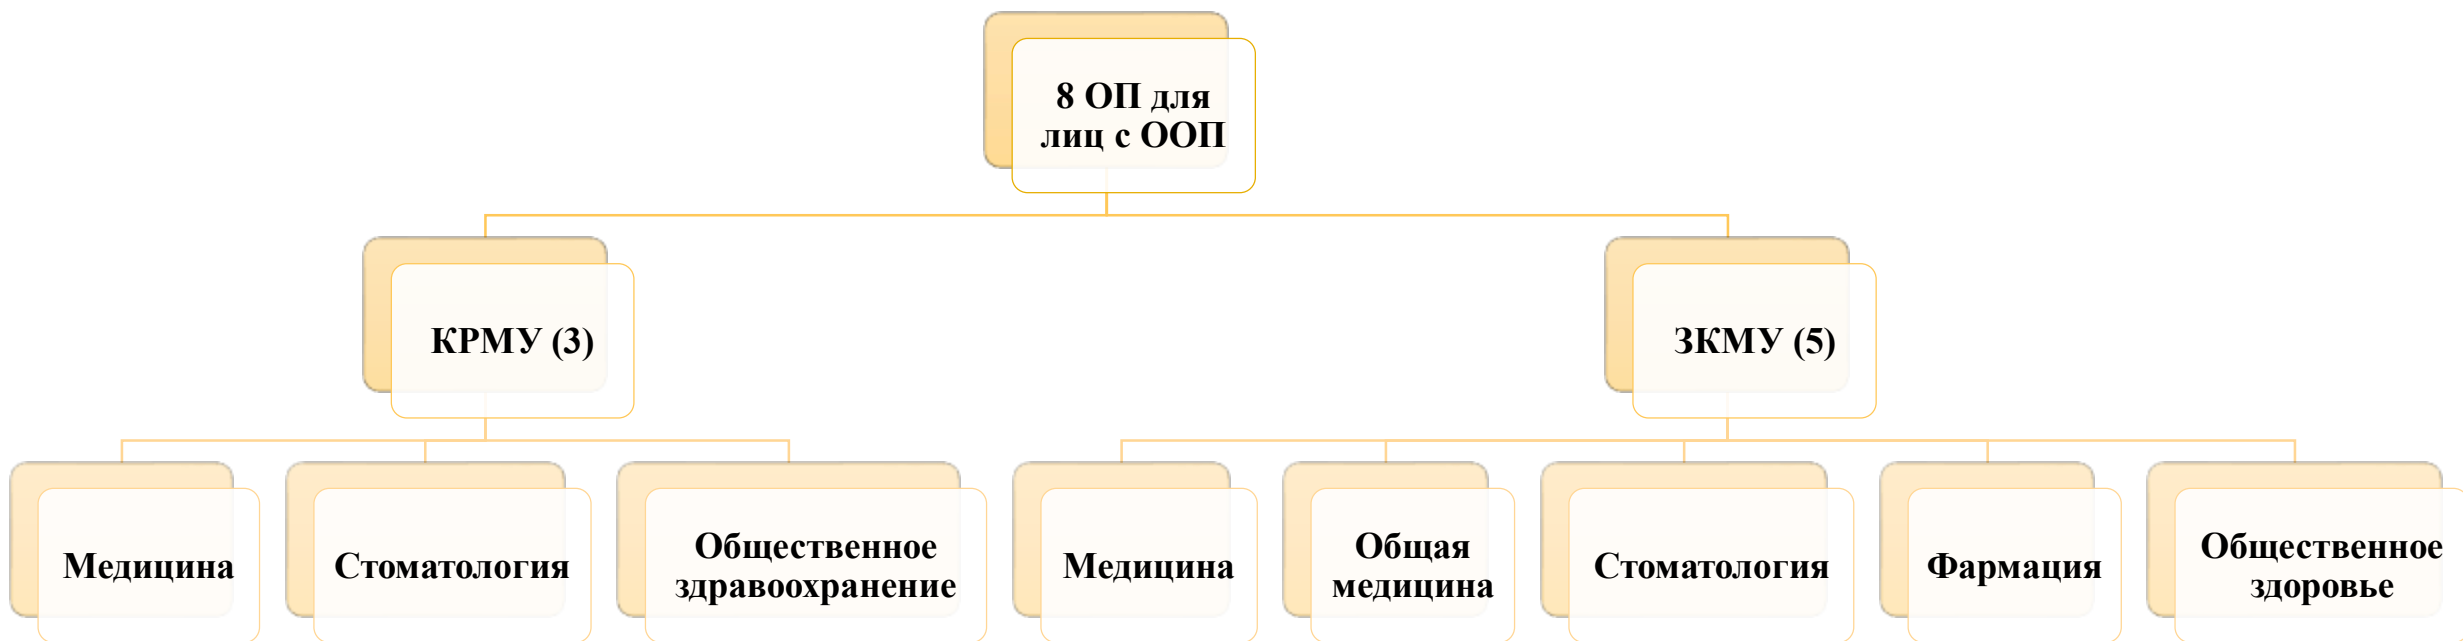 8 ОП для
лиц с ООП
КРМУ (3)
ЗКМУ (5)
Медицина
Стоматология
Общественное
здравоохранение
Медицина
Общая
медицина
Стоматология
Фармация
Общественное
здоровье